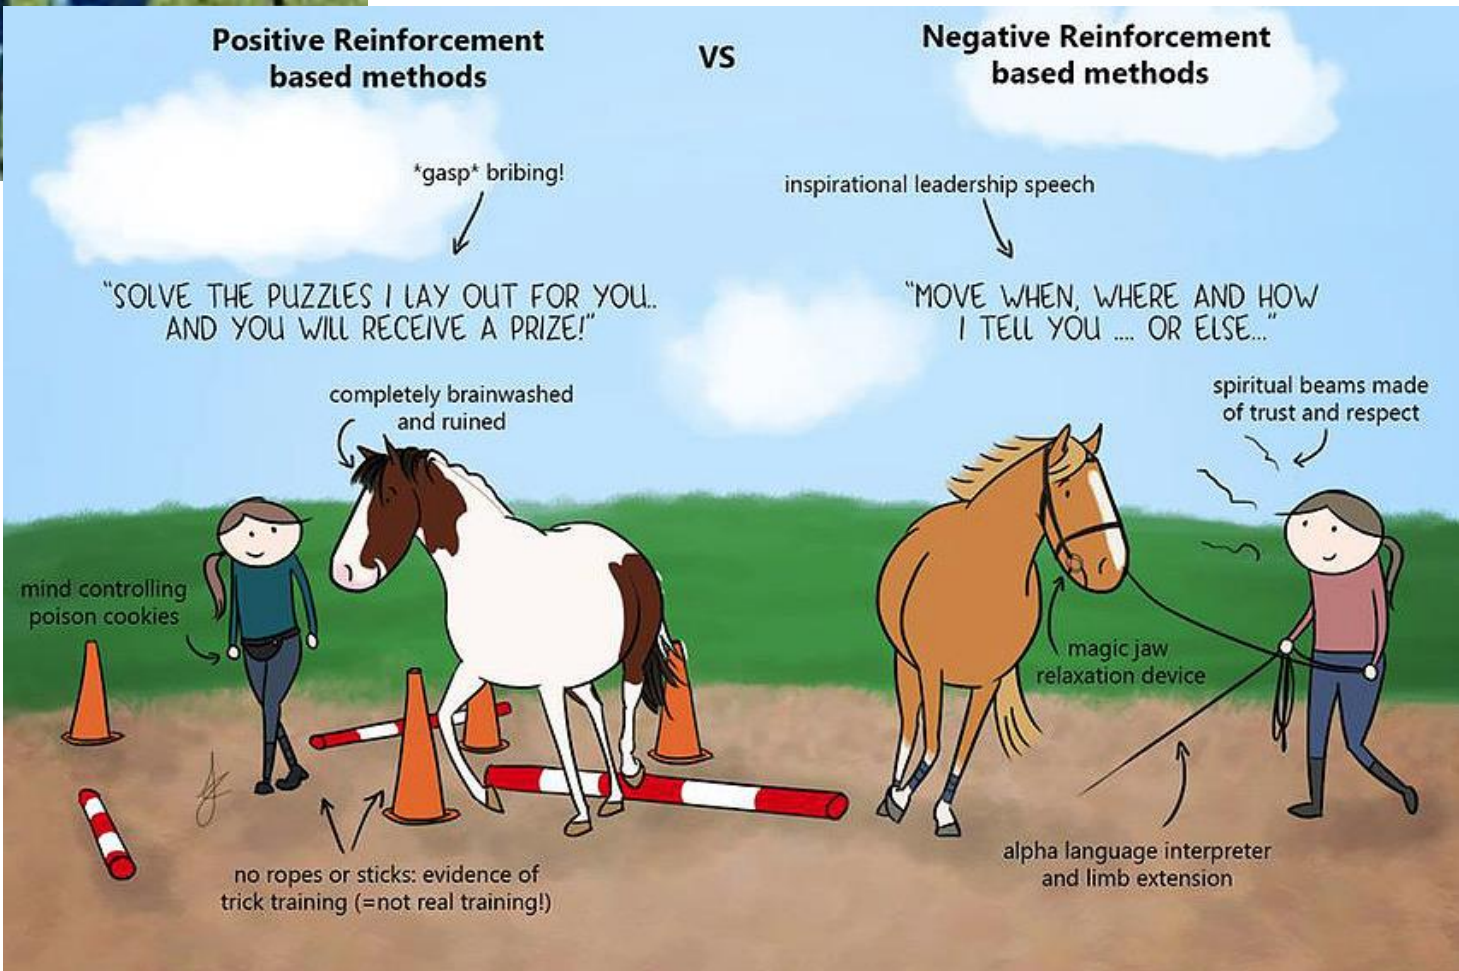 Positive Reinforcement
based methods
VS
Negative Reinforcement
based methods
*gasp* bribing!
inspirational leadership speech
"SOLVE THE PUZZLES I LAY OUT FOR YOU..
AND YOU WILL RECEIVE A PRIZE!"
"MOVE WHEN, WHERE AND HOW
I TELL YOU .... OR ELSE..."
completely brainwashed
and ruined
spiritual beams made
of trust and respect
mind controlling
poison cookies
magic jaw
relaxation device
no ropes or sticks: evidence of
trick training (=not real training!)
alpha language interpreter
and limb extension